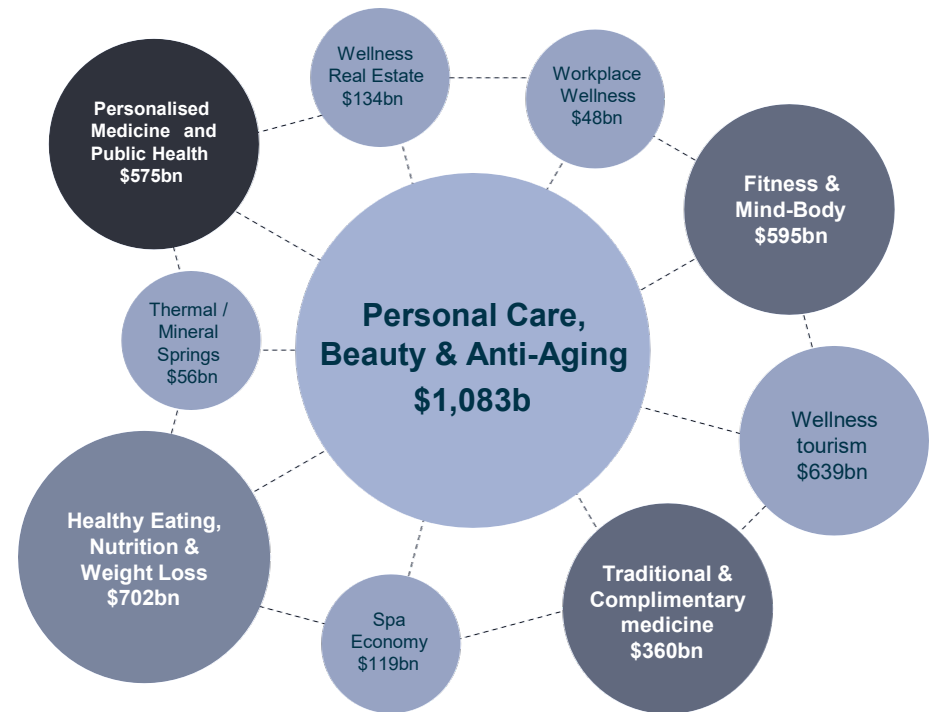 Wellness
Real Estate
$134bn
Workplace
Wellness
$48bn
Personalised
Medicine and
Public Health
$575bn
Fitness &
Mind-Body
$595bn
Thermal /
Mineral
Springs
$56bn
Personal Care,
Beauty & Anti-Aging
$1,083b
Wellness
tourism
$639bn
Healthy Eating,
Nutrition &
Weight Loss
$702bn
Traditional &
Complimentary
medicine
$360bn
Spa
Economy
$119bn